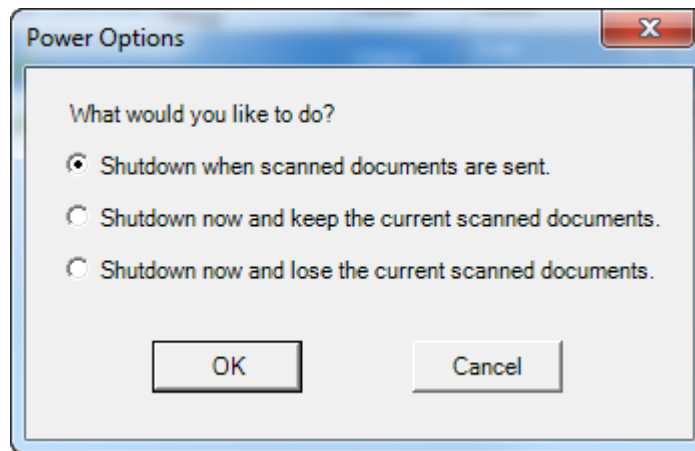 Power Options
What would you like to do?
Shutdown when scanned documents are sent.
Shutdown now and keep the current scanned documents.
Shutdown now and lose the current scanned documents.
OK
Cancel